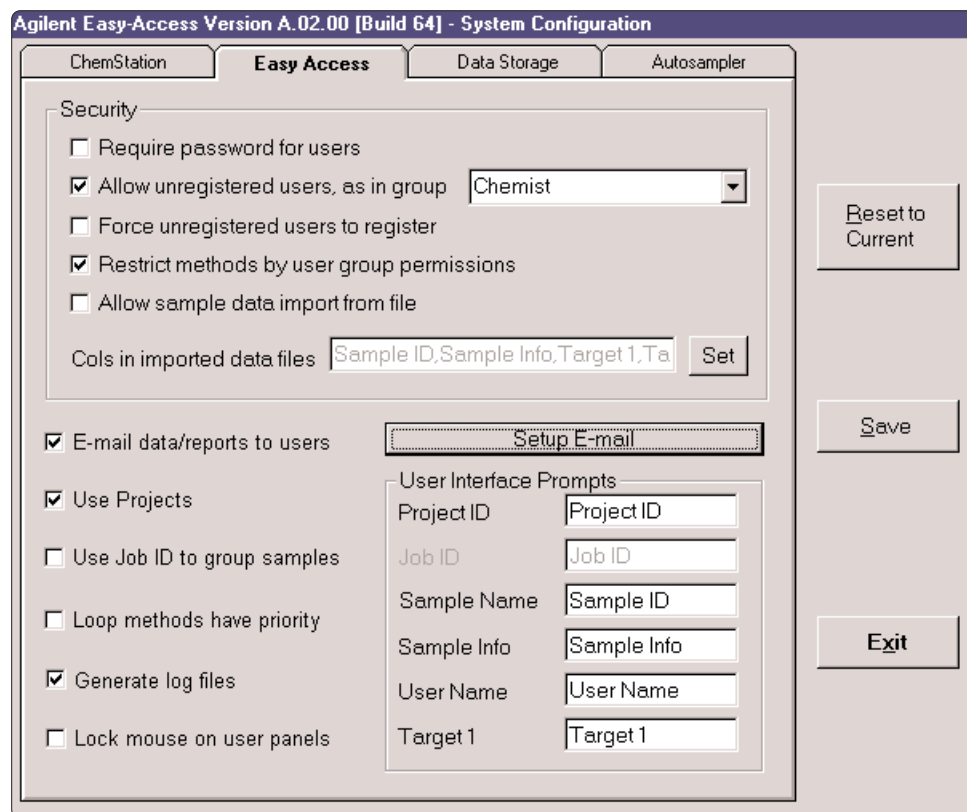 Agilent Easy-Access Version A.02.00 [Build 64] - System Configuration
ChemStation Easy Access Data Storage Autosampler
Security
Require password for users
Allow unregistered users, as in group Chemist
Force unregistered users to register
Restrict methods by user group permissions
Allow sample data import from file
Cols in imported data files Sample ID,Sample Info,Target 1,Ta Set
Reset to
Current
E-mail data/reports to users Setup E-mail
Save
Use Projects
Use Job ID to group samples
Loop methods have priority
Generate log files
Lock mouse on user panels
User Interface Prompts
Project ID Project ID
Job ID Job ID
Sample Name Sample ID
Sample Info Sample Info
User Name User Name
Target 1 Target 1
Exit